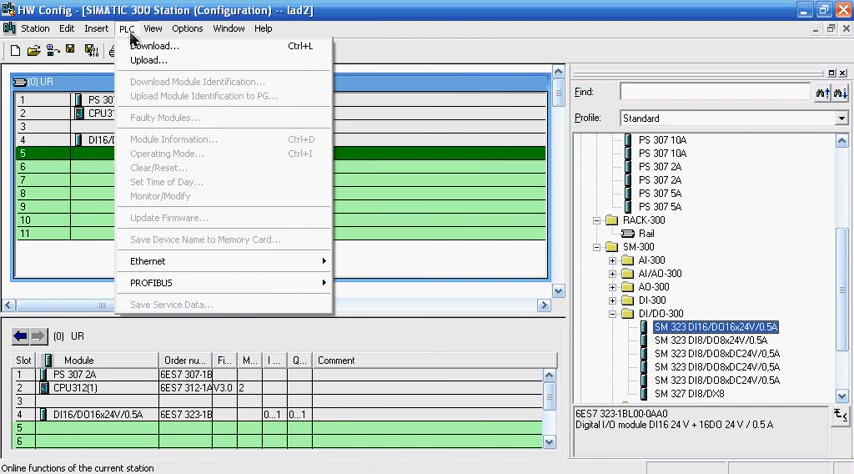 HW Config - [SIMATIC 300 Station (Configuration) -- lad2]
Station Edit Insert PLC View Options Window Help
Download... Ctrl+L
Upload...
Download Module Identification...
Upload Module Identification to PG...
Faulty Modules...
Module Information... Ctrl+D
Operating Mode... Ctrl+I
Clear/Reset...
Set Time of Day...
Monitor/Modify
Update Firmware...
Save Device Name to Memory Card...
Ethernet
PROFIBUS
Save Service Data...
(0) UR
1 PS 30
2 CPU31
3
4 DI16/D
5
6
7
8
9
10
11
Find:
Profile: Standard
PS 307 10A
PS 307 10A
PS 307 2A
PS 307 2A
PS 307 5A
PS 307 5A
RACK-300
Rail
SM-300
AI-300
AI/AO-300
AO-300
DI-300
DI/DO-300
SM 323 DI16/DO16x24V/0.5A
SM 323 DI8/DO8x24V/0.5A
SM 323 DI8/DO8xDC24V/0,5A
SM 323 DI8/DO8xDC24V/0,5A
SM 323 DI8/DO8xDC24V/0,5A
SM 327 DI8/DX8
6ES7 323-1BL00-0AA0
Digital I/O module DI16 24 V + 16DO 24 V / 0.5 A
(0) UR
Slot Module Order nu... Fi... M... I ... Q... Comment
1 PS 307 2A 6ES7 307-1B
2 CPU312(1) 6ES7 312-1A V3.0 2
3
4 DI16/DO16x24V/0.5A 6ES7 323-1B 0...1 0...1
5
6
Online functions of the current station